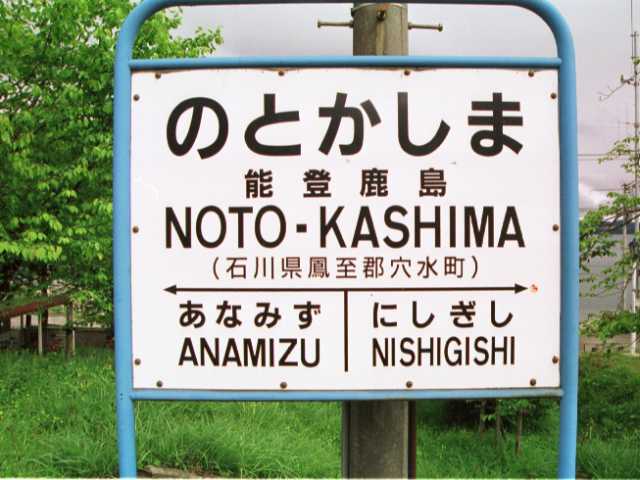 のとかしま
能登鹿島
NOTO-KASHIMA
(石川県鳳至郡穴水町)
あなみず にしぎし
ANAMIZU NISHIGISHI